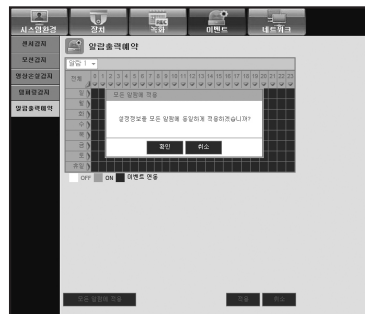 시스템환경 장치 녹화 이벤트 네트워크
센서감지
모션감지
영상손실감지
알람출력예약
알람출력예약
알람 1
전체 0 1 2 3 4 5 6 7 8 9 10 11 12 13 14 15 16 17 18 19 20 21 22 23
모든 알람에 적용
일
월
화
수
목
금
토
휴일
설정정보를 모든 알람에 동일하게 적용하겠습니까?
확인 취소
OFF ON 이벤트 연동
모든 알람에 적용 적용 취소